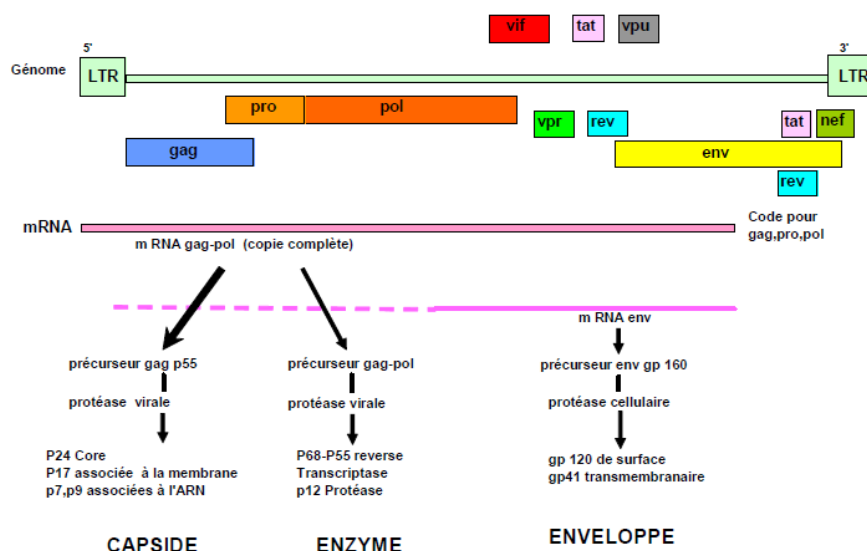 vif tat vpu
5' 3'
Génome LTR LTR
pro pol
vpr rev tat nef
gag env
rev
mRNA
Code pour
gag,pro,pol
m RNA gag-pol (copie complète)
m RNA env
précurseur gag p55 précurseur gag-pol précurseur env gp 160
protéase virale protéase virale protéase cellulaire
P24 Core P68-P55 reverse gp 120 de surface
P17 associée à la membrane Transcriptase gp41 transmembranaire
p7,p9 associées à l'ARN p12 Protéase
CAPSIDE ENZYME ENVELOPPE